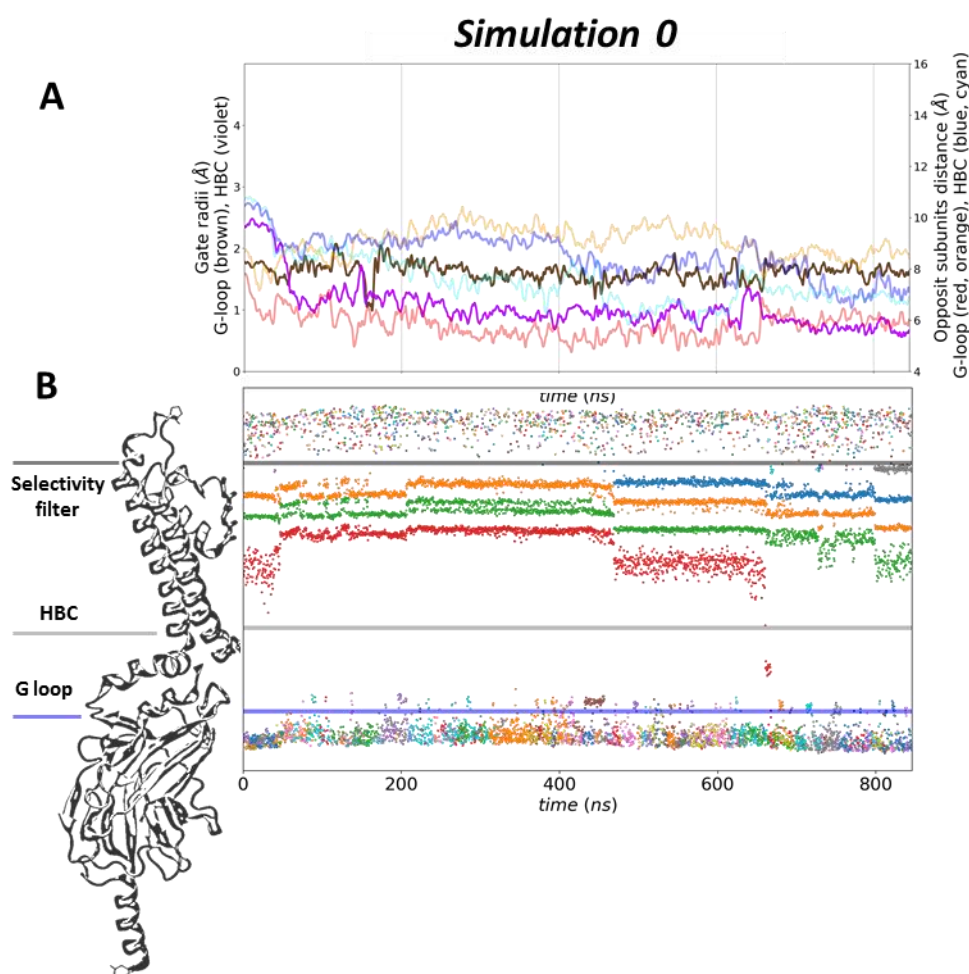 Simulation 0
A
Gate radii (Å)
G-loop (brown), HBC (violet)
4
3
2
1
0
16
14
12
10
8
6
4
Opposit subunits distance (Å)
G-loop (red, orange), HBC (blue, cyan)
B
time (ns)
Selectivity
filter
HBC
G loop
0 200 400 600 800
time (ns)